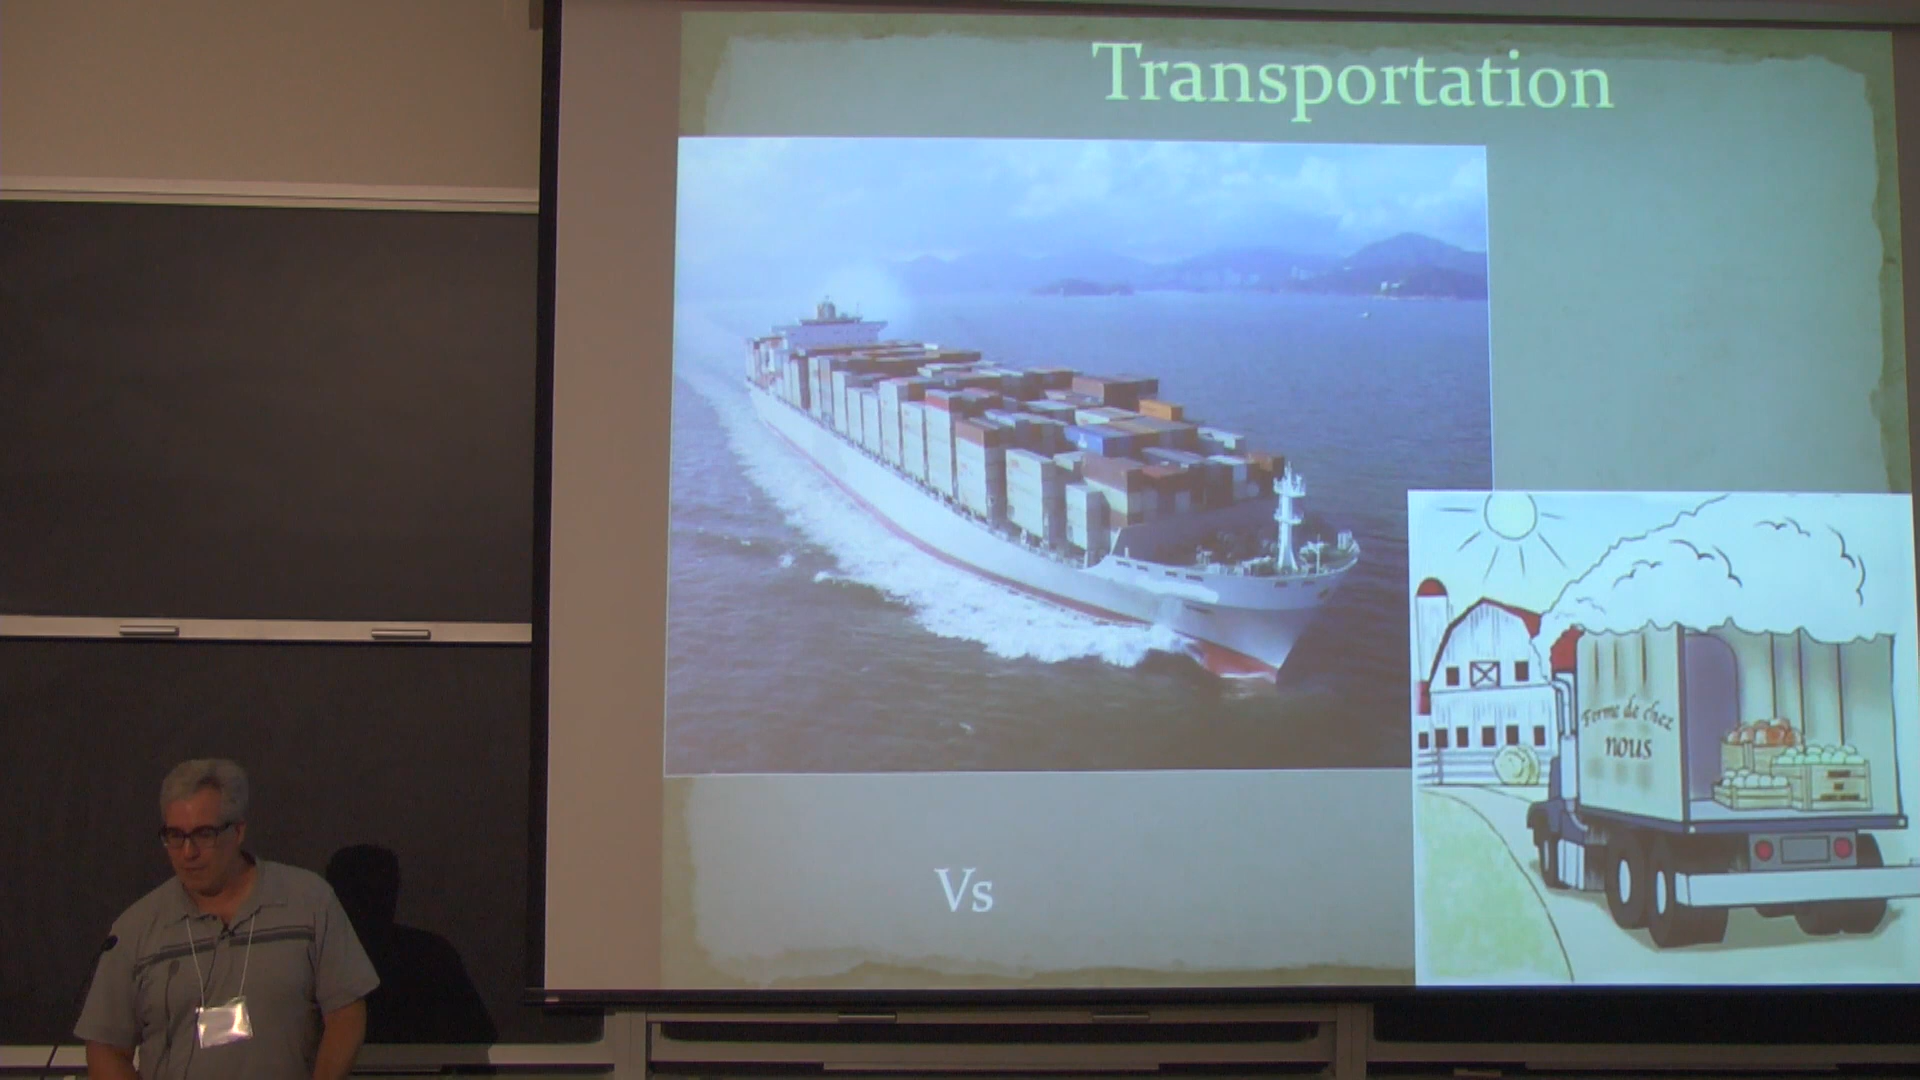 Transportation
Ferme de chez
nous
Vs